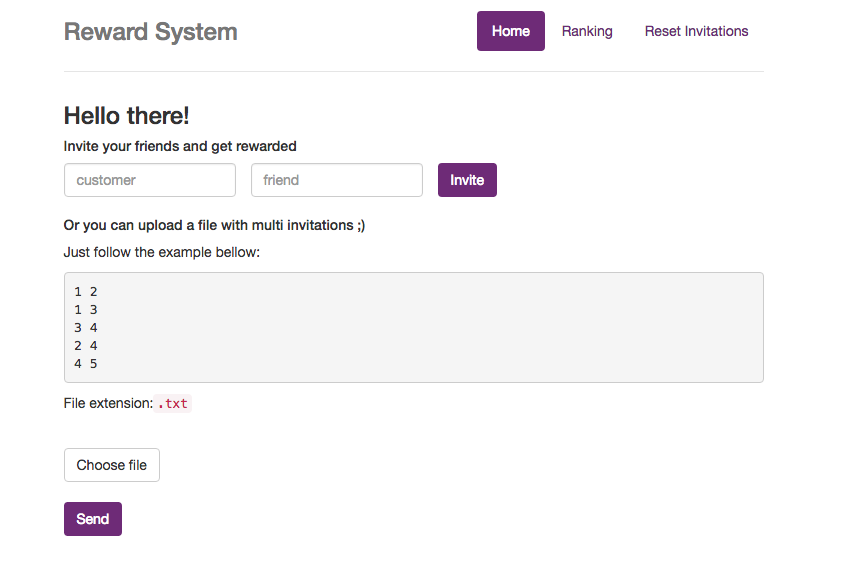 Reward System
Home Ranking Reset Invitations
Hello there!
Invite your friends and get rewarded
customer friend Invite
Or you can upload a file with multi invitations ;)
Just follow the example bellow:
1 2
1 3
3 4
2 4
4 5
File extension: .txt
Choose file
Send